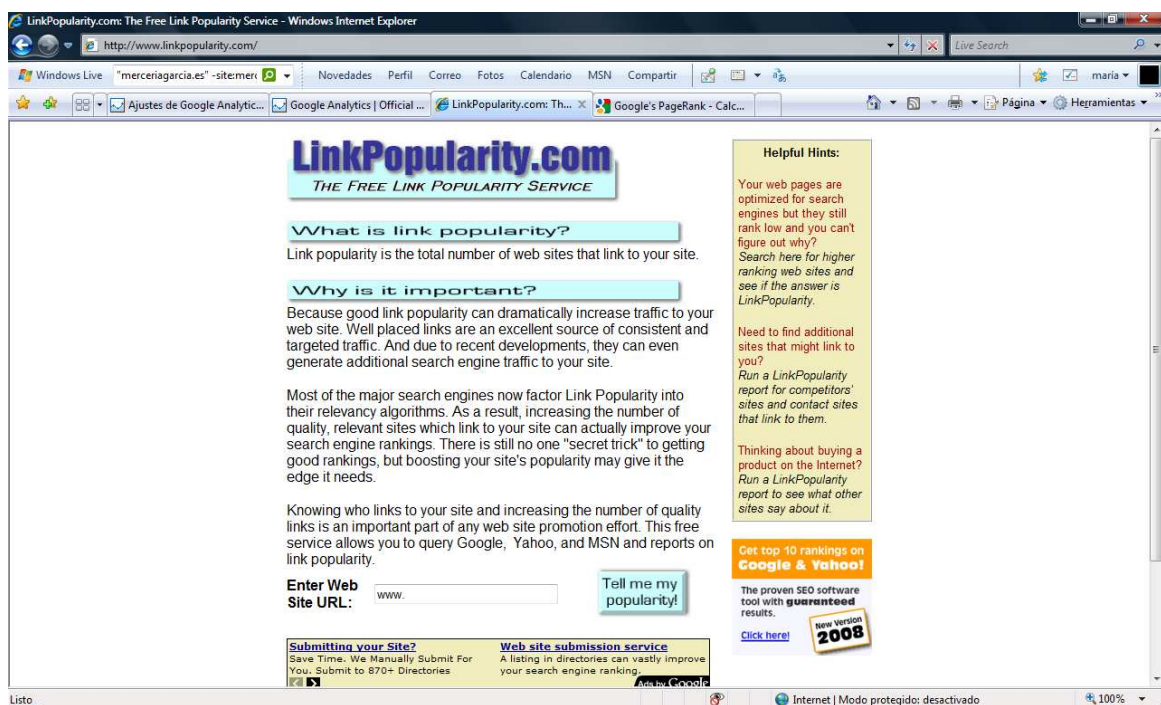 LinkPopularity.com: The Free Link Popularity Service - Windows Internet Explorer
http://www.linkpopularity.com/
Live Search
Windows Live "merceriagarcia.es" -site:merc Novedades Perfil Correo Fotos Calendario MSN Compartir maría
Ajustes de Google Analytic... Google Analytics | Official ... LinkPopularity.com: Th... X Google's PageRank - Calc... Página Herramientas
LinkPopularity.com
THE FREE LINK POPULARITY SERVICE
What is link popularity?
Link popularity is the total number of web sites that link to your site.
Why is it important?
Because good link popularity can dramatically increase traffic to your
web site. Well placed links are an excellent source of consistent and
targeted traffic. And due to recent developments, they can even
generate additional search engine traffic to your site.
Most of the major search engines now factor Link Popularity into
their relevancy algorithms. As a result, increasing the number of
quality, relevant sites which link to your site can actually improve your
search engine rankings. There is still no one "secret trick" to getting
good rankings, but boosting your site's popularity may give it the
edge it needs.
Knowing who links to your site and increasing the number of quality
links is an important part of any web site promotion effort. This free
service allows you to query Google, Yahoo, and MSN and reports on
link popularity.
Enter Web
Site URL:
www.
Tell me my
popularity!
Submitting your Site?
Save Time. We Manually Submit For
You. Submit to 870+ Directories
Web site submission service
A listing in directories can vastly improve
your search engine ranking.
Ads by Google
Helpful Hints:
Your web pages are
optimized for search
engines but they still
rank low and you can't
figure out why?
Search here for higher
ranking web sites and
see if the answer is
LinkPopularity.
Need to find additional
sites that might link to
you?
Run a LinkPopularity
report for competitors'
sites and contact sites
that link to them.
Thinking about buying a
product on the Internet?
Run a LinkPopularity
report to see what other
sites say about it.
Get top 10 rankings on
Google & Yahoo!
The proven SEO software
tool with guaranteed
results.
Click here!
New Version
2008
Listo
Internet | Modo protegido: desactivado
100%